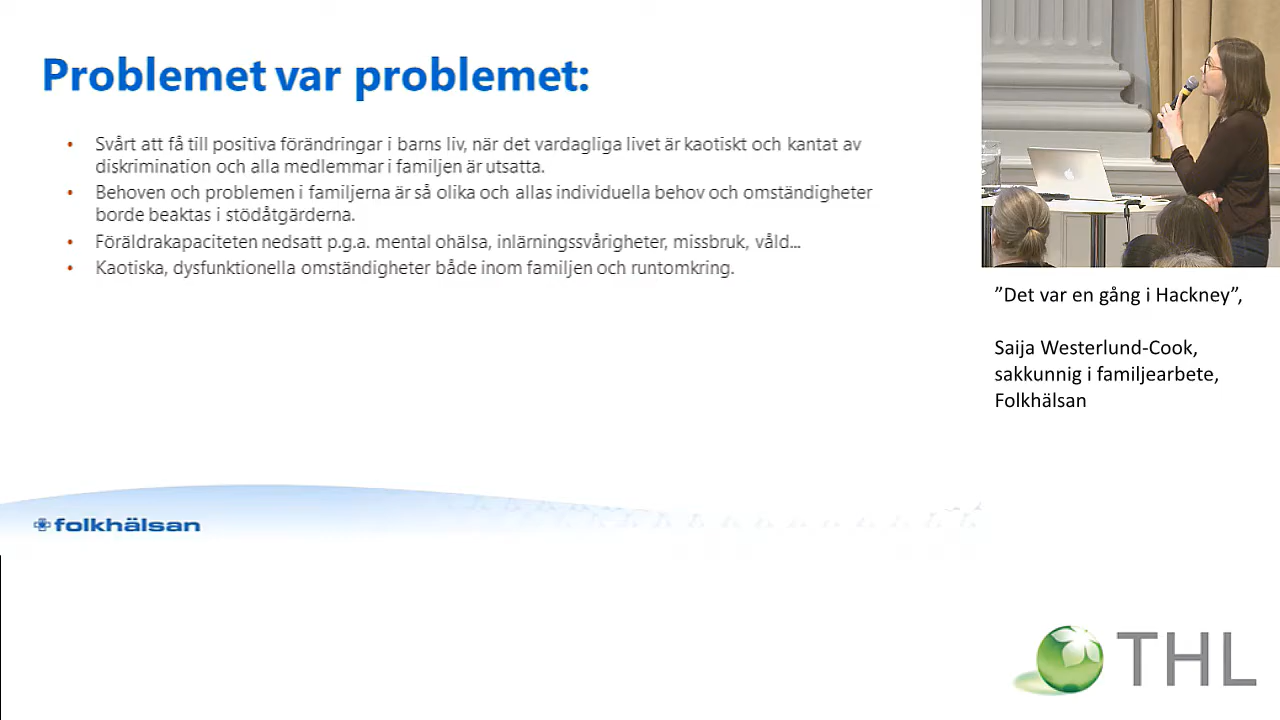 Problemet var problemet:
• Svårt att få till positiva förändringar i barns liv, när det vardagliga livet är kaotiskt och kantat av
diskrimination och alla medlemmar i familjen är utsatta.
• Behoven och problemen i familjerna är så olika och allas individuella behov och omständigheter
borde beaktas i stödåtgärderna.
• Föräldrakapaciteten nedsatt p.g.a. mental ohälsa, inlärningssvårigheter, missbruk, våld...
• Kaotiska, dysfunktionella omständigheter både inom familjen och runtomkring.
folkhälsan
”Det var en gång i Hackney”,
Saija Westerlund-Cook,
sakkunnig i familjearbete,
Folkhälsan
THL